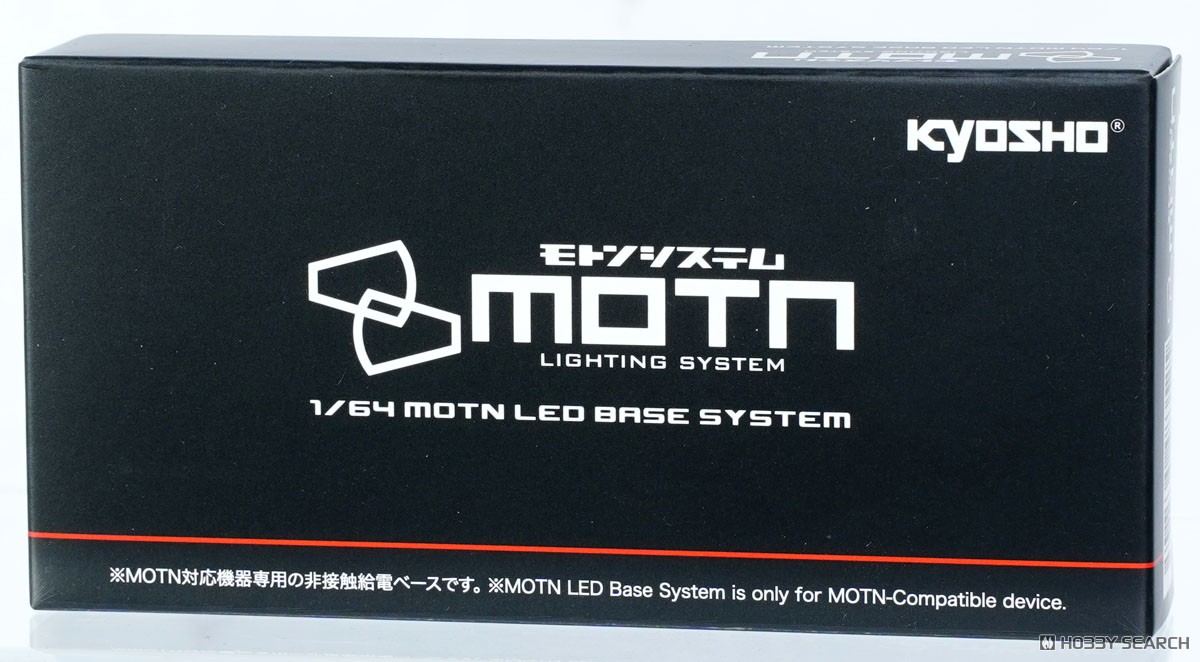 KYOSHO®
モトンシステム
MOTN
LIGHTING SYSTEM
1/64 MOTN LED BASE SYSTEM
※MOTN対応機器専用の非接触給電ベースです。※MOTN LED Base System is only for MOTN-Compatible device.
HOBBY SEARCH